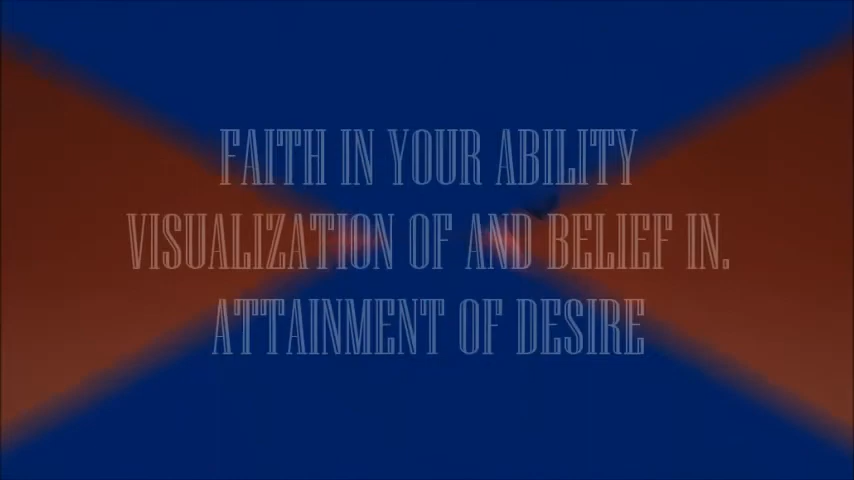 FAITH IN YOUR ABILITY
VISUALIZATION OF AND BELIEF IN.
ATTAINMENT OF DESIRE